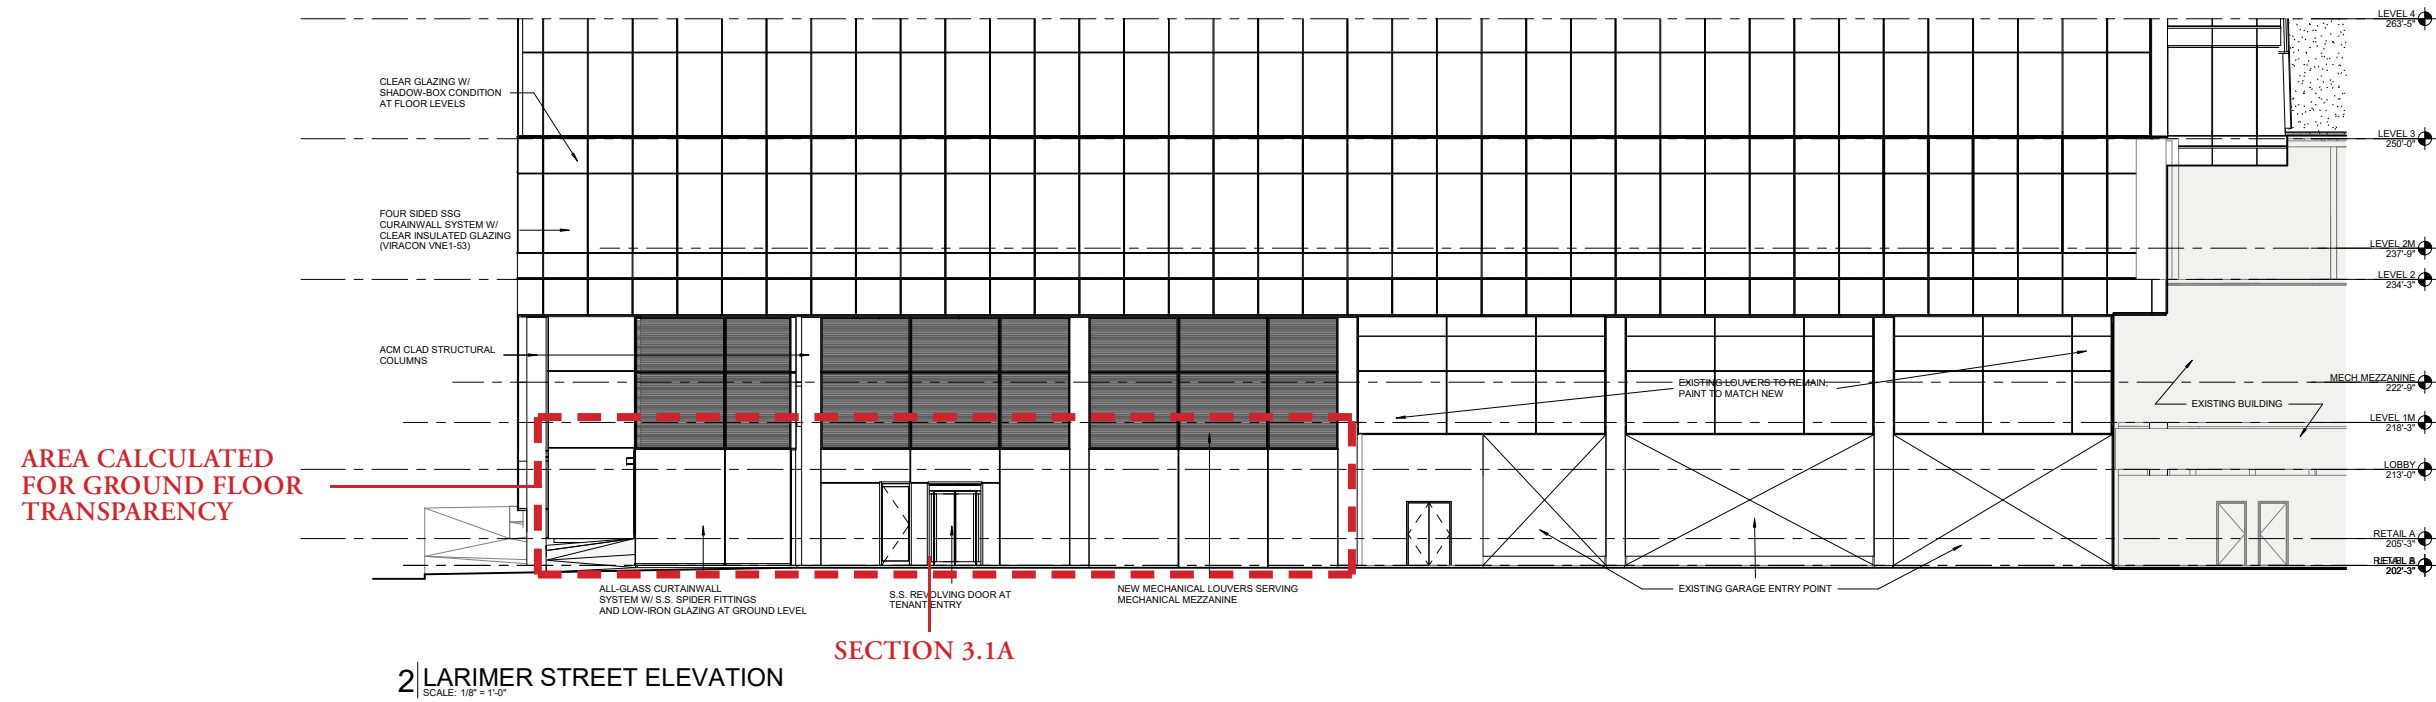 LEVEL 4
263'-5"
CLEAR GLAZING W/
SHADOW-BOX CONDITION
AT FLOOR LEVELS
LEVEL 3
250'-0"
FOUR SIDED SSG
CURAINWALL SYSTEM W/
CLEAR INSULATED GLAZING
(VIRACON VNE1-53)
LEVEL 2M
237'-9"
LEVEL 2
234'-3"
ACM CLAD STRUCTURAL
COLUMNS
EXISTING LOUVERS TO REMAIN,
PAINT TO MATCH NEW
MECH MEZZANINE
222'-9"
EXISTING BUILDING
LEVEL 1M
218'-3"
AREA CALCULATED
FOR GROUND FLOOR
TRANSPARENCY
LOBBY
213'-0"
RETAIL A
205'-3"
202'-3"
ALL-GLASS CURTAINWALL
SYSTEM W/ S.S. SPIDER FITTINGS
AND LOW-IRON GLAZING AT GROUND LEVEL
S.S. REVOLVING DOOR AT
TENANT ENTRY
NEW MECHANICAL LOUVERS SERVING
MECHANICAL MEZZANINE
EXISTING GARAGE ENTRY POINT
SECTION 3.1A
2 LARIMER STREET ELEVATION
SCALE: 1/8" = 1'-0"